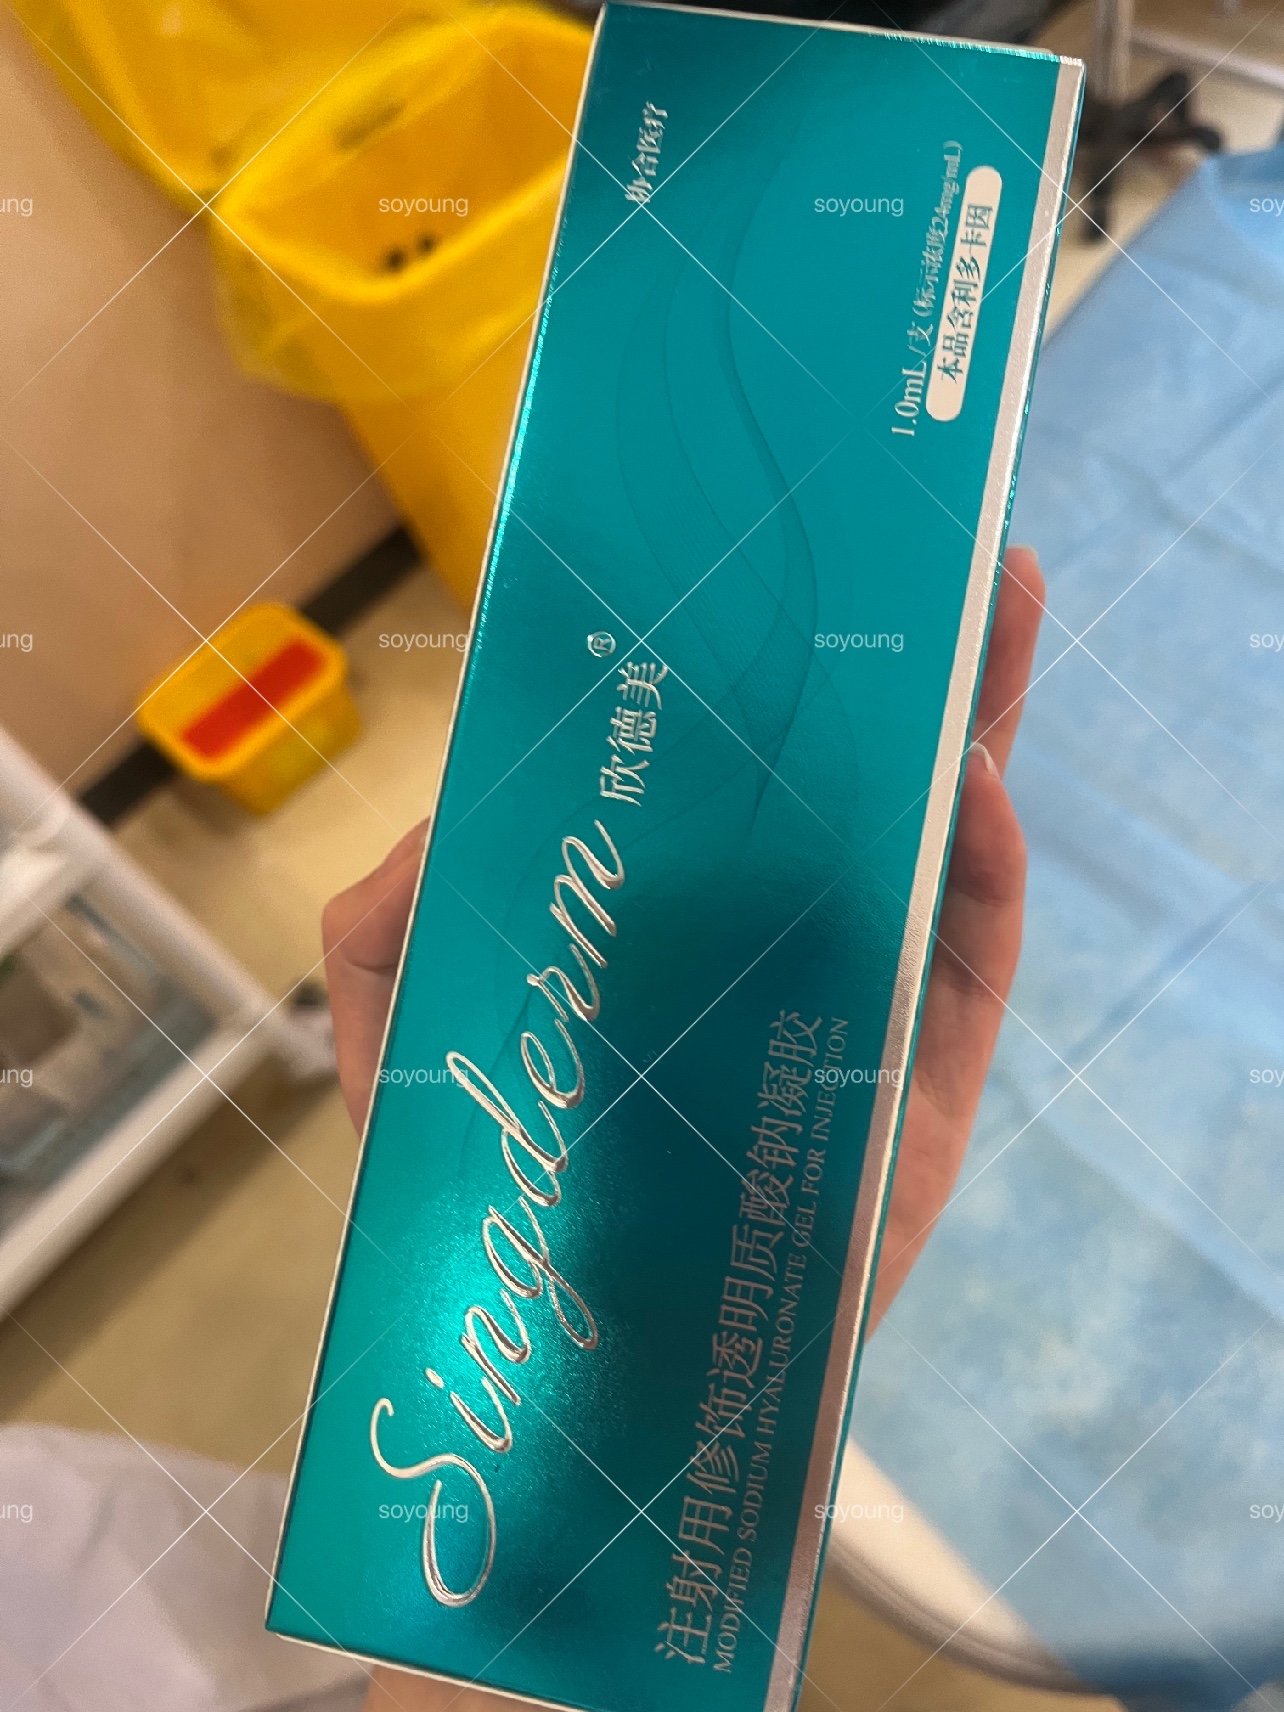 协合医疗
Singderm® 欣德美
1.0mL/支 (标示浓度24mg/mL)
本品含利多卡因
注射用修饰透明质酸钠凝胶
MODIFIED SODIUM HYALURONATE GEL FOR INJECTION
soyoung